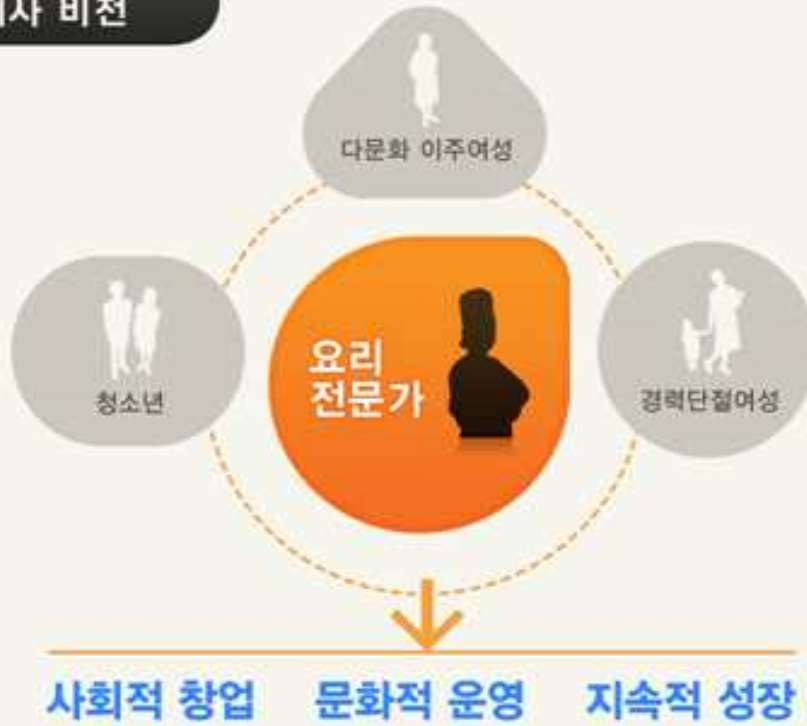 비전
다문화 이주여성
청소년
요리
전문가
경력단절여성
사회적 창업 문화적 운영 지속적 성장